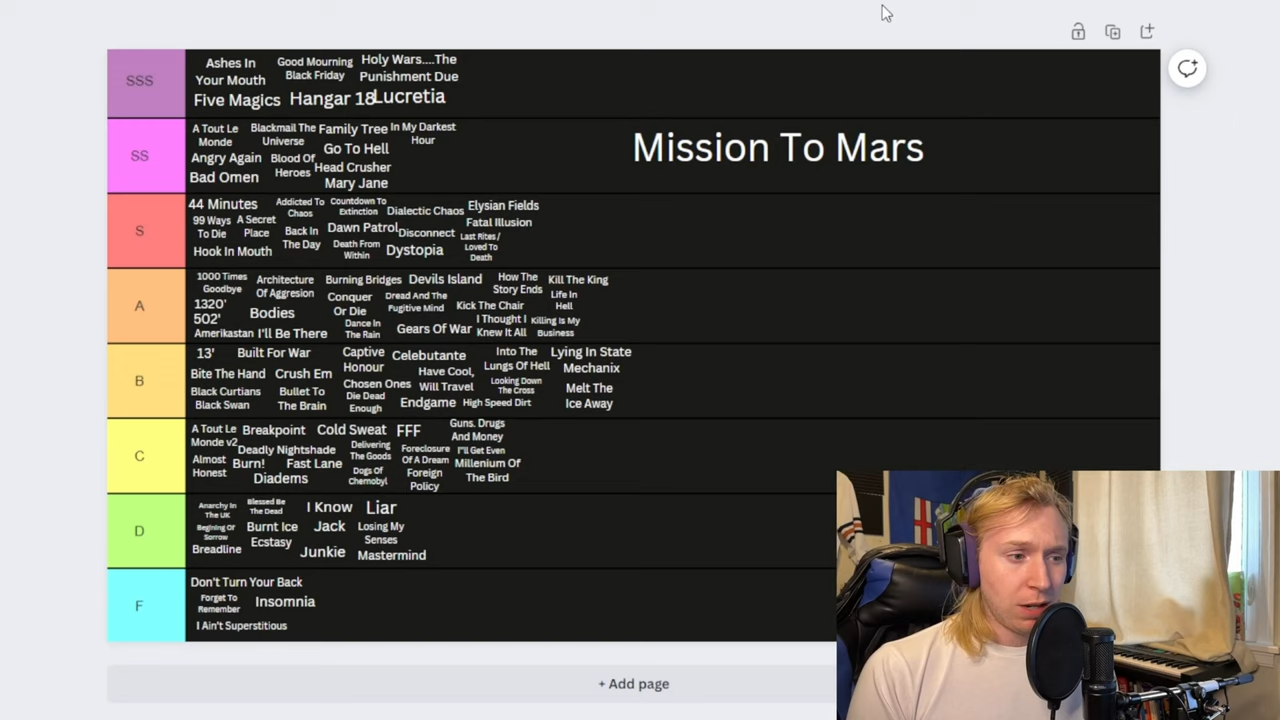 SSS
Ashes In
Your Mouth
Good Mourning
Black Friday
Holy Wars....The
Punishment Due
Five Magics
Hangar 18
Lucretia
SS
A Tout Le
Monde
Blackmail The
Universe
Family Tree
In My Darkest
Hour
Angry Again
Blood Of
Heroes
Go To Hell
Head Crusher
Bad Omen
Mary Jane
Mission To Mars
S
44 Minutes
Addicted To
Chaos
Countdown To
Extinction
Dialectic Chaos
Elysian Fields
99 Ways
To Die
A Secret
Place
Back In
The Day
Dawn Patrol
Disconnect
Fatal Illusion
Hook In Mouth
Death From
Within
Dystopia
Last Rites /
Loved To
Death
A
1000 Times
Goodbye
Architecture
Of Aggresion
Burning Bridges
Devils Island
How The
Story Ends
Kill The King
1320'
502'
Bodies
Conquer
Or Die
Dread And The
Fugitive Mind
Kick The Chair
Life In
Hell
Amerikastan
I'll Be There
Dance In
The Rain
Gears Of War
I Thought I
Knew It All
Killing Is My
Business
B
13'
Built For War
Captive
Honour
Celebutante
Into The
Lungs Of Hell
Lying In State
Bite The Hand
Crush Em
Chosen Ones
Have Cool,
Will Travel
Looking Down
The Cross
Mechanix
Black Curtians
Black Swan
Bullet To
The Brain
Die Dead
Enough
Endgame
High Speed Dirt
Melt The
Ice Away
C
A Tout Le
Monde v2
Breakpoint
Cold Sweat
FFF
Guns. Drugs
And Money
Almost
Honest
Deadly Nightshade
Burn!
Fast Lane
Diadems
Delivering
The Goods
Dogs Of
Chernobyl
Foreclosure
Of A Dream
Foreign
Policy
I"ll Get Even
Millenium Of
The Bird
D
Anarchy In
The UK
Blessed Be
The Dead
I Know
Jack
Liar
Begining Of
Sorrow
Burnt Ice
Losing My
Senses
Breadline
Ecstasy
Junkie
Mastermind
F
Don't Turn Your Back
Forget To
Remember
Insomnia
I Ain't Superstitious
+ Add page